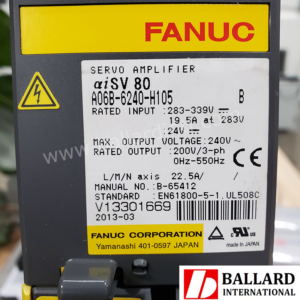 FANUC
SERVO AMPLIFIER
αiSV 80
A06B-6240-H105 B
RATED INPUT : 283-339V ⎓
19.5A at 283V
24V ⎓
MAX. OUTPUT VOLTAGE: 240V ~
RATED OUTPUT : 200V/3-ph
0Hz-550Hz
L/M/N axis 22.5A/ /
MANUAL NO.: B-65412
STANDARD : EN61800-5-1, UL508C
V13301669
2013-03
FANUC CORPORATION
Yamanashi 401-0597 JAPAN
MADE IN JAPAN
BALLARD
INTERNATIONAL